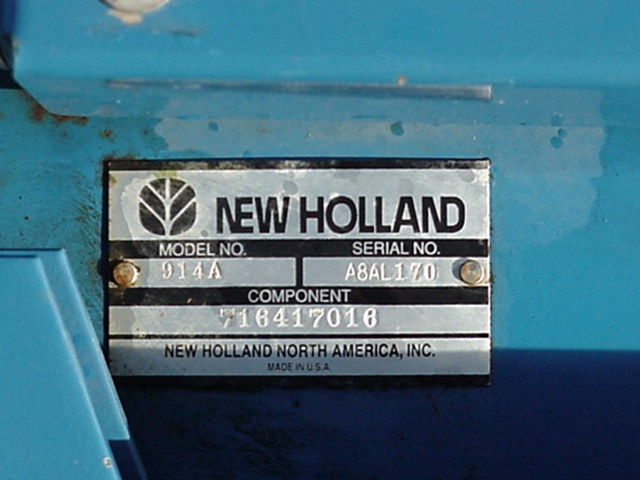 NEW HOLLAND
MODEL NO. SERIAL NO.
914A A8AL170
COMPONENT
716417016
NEW HOLLAND NORTH AMERICA, INC.
MADE IN U.S.A.